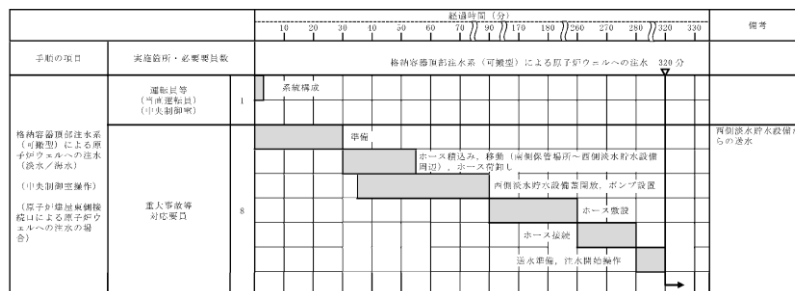 経過時間(分)
10 20 30 40 50 60 70 80 90 170 180 260 270 280 320 330
備考
手順の項目
実施箇所・必要要員数
格納容器頂部注水系(可搬型)による原子炉ウェルへの注水 320分
運転員等
(当直運転員)
(中央制御室)
1
系統構成
格納容器頂部注水系
(可搬型)による原
子炉ウェルへの注水
(淡水/海水)
(中央制御室操作)
(原子炉建屋東側接
続口による原子炉ウ
ェルへの注水の場
合)
重大事故等
対応要員
8
準備
ホース積込み,移動(南側保管場所~西側淡水貯水設備
周辺),ホース荷卸し
西側淡水貯水設備蓋開放,ポンプ設置
ホース敷設
ホース接続
送水準備,注水開始操作
西側淡水貯水設備か
らの送水